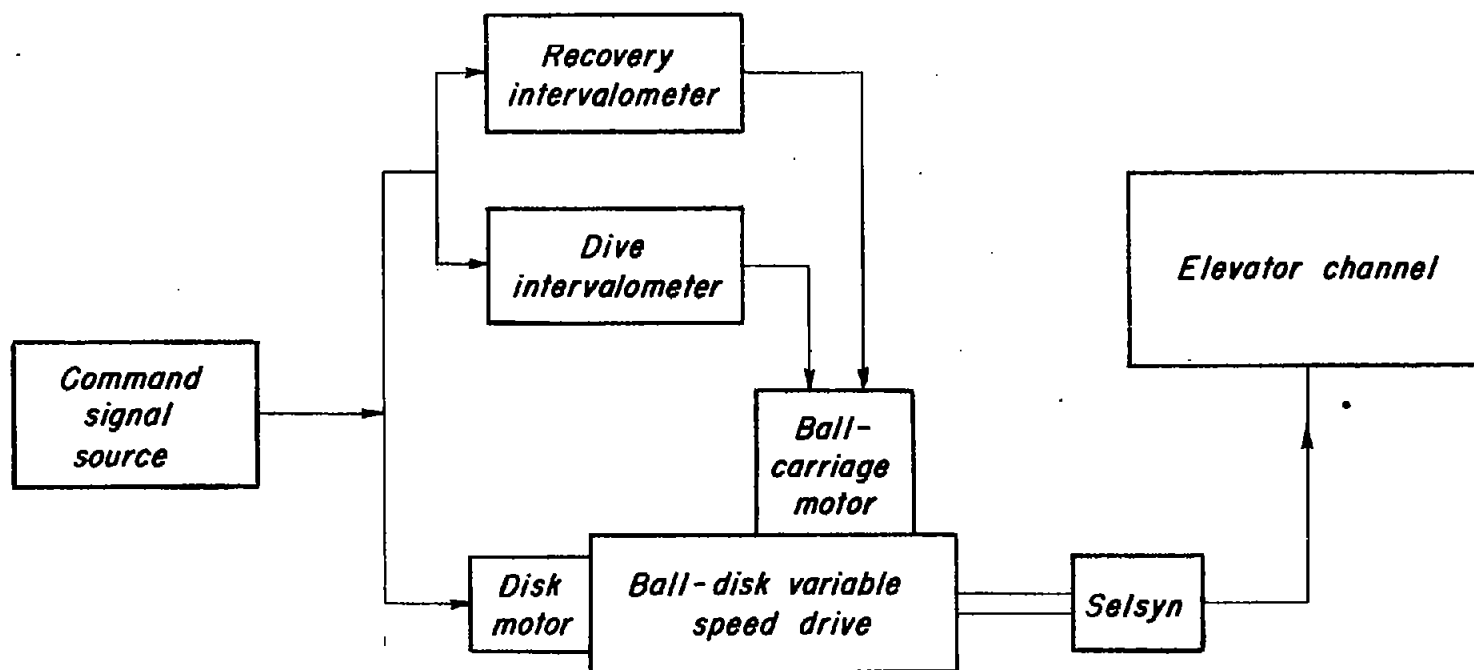 Recovery
intervalometer
Dive
intervalometer
Elevator channel
Command
signal
source
Ball-
carriage
motor
Disk
motor
Ball-disk variable
speed drive
Selsyn